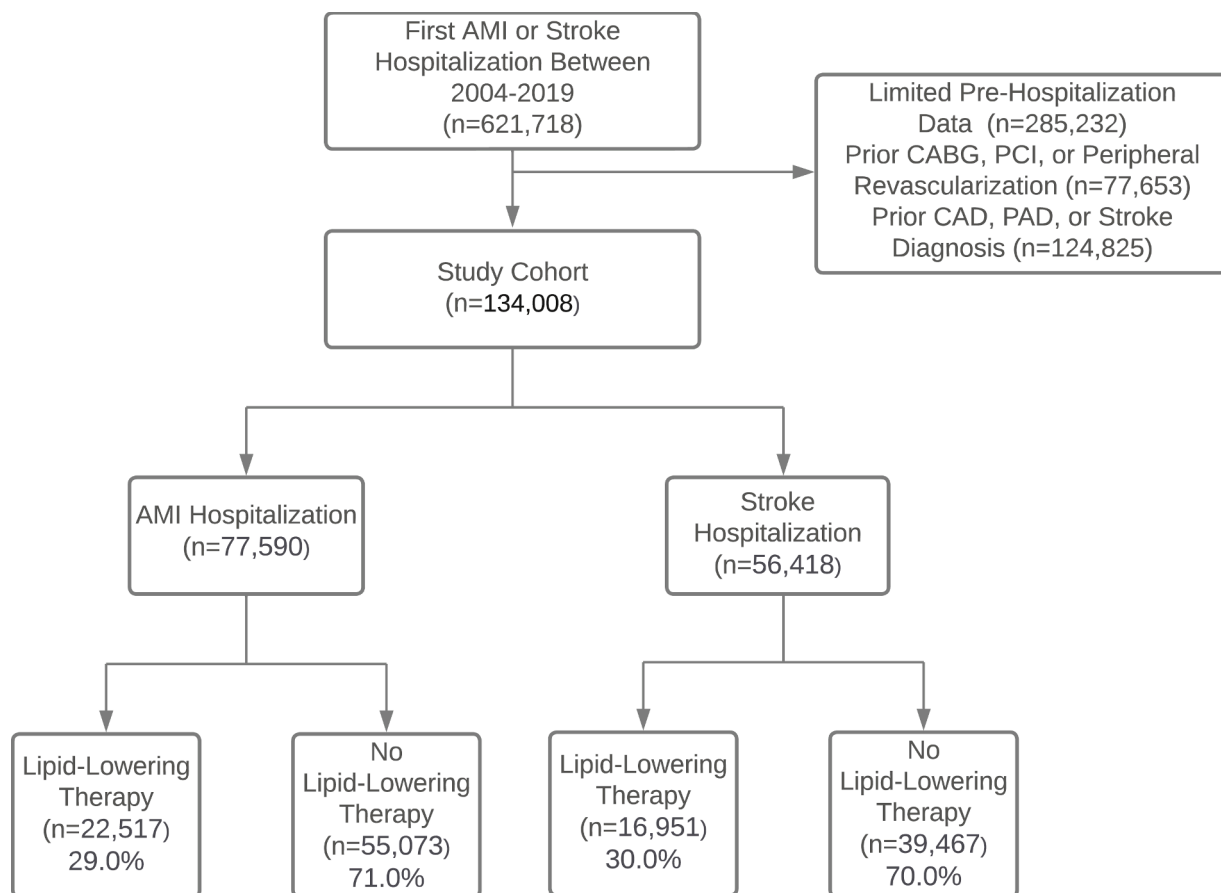 First AMI or Stroke
Hospitalization Between
2004-2019
(n=621,718)
Limited Pre-Hospitalization
Data (n=285,232)
Prior CABG, PCI, or Peripheral
Revascularization (n=77,653)
Prior CAD, PAD, or Stroke
Diagnosis (n=124,825)
Study Cohort
(n=134,008)
AMI Hospitalization
(n=77,590)
Stroke
Hospitalization
(n=56,418)
Lipid-Lowering
Therapy
(n=22,517)
29.0%
No
Lipid-Lowering
Therapy
(n=55,073)
71.0%
Lipid-Lowering
Therapy
(n=16,951)
30.0%
No
Lipid-Lowering
Therapy
(n=39,467)
70.0%